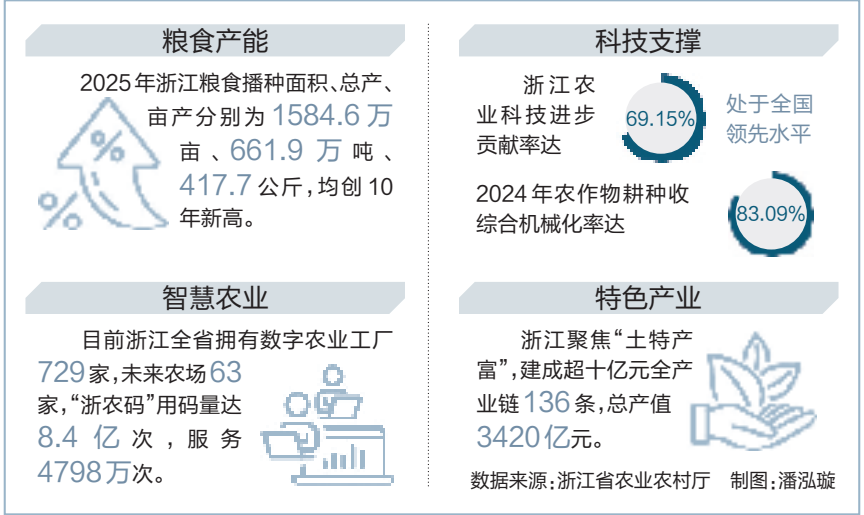 粮食产能
2025年浙江粮食播种面积、总产、
亩产分别为1584.6万
亩、661.9万吨、
417.7公斤,均创10
年新高。
%
%
科技支撑
浙江农
业科技进步
贡献率达
69.15%
处于全国
领先水平
2024年农作物耕种收
综合机械化率达
83.09%
智慧农业
目前浙江全省拥有数字农业工厂
729家,未来农场63
家,“浙农码”用码量达
8.4亿次,服务
4798万次。
特色产业
浙江聚焦“土特产
富”,建成超十亿元全产
业链136条,总产值
3420亿元。
数据来源:浙江省农业农村厅 制图:潘泓璇